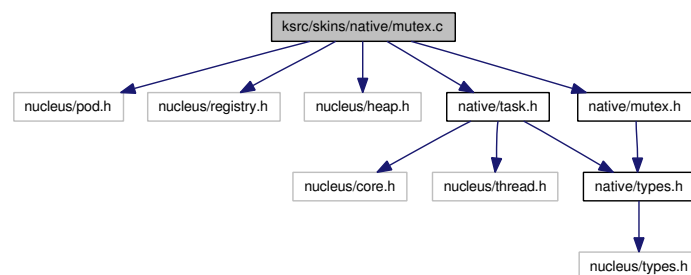 ksrc/skins/native/mutex.c
nucleus/pod.h
nucleus/registry.h
nucleus/heap.h
native/task.h
native/mutex.h
nucleus/core.h
nucleus/thread.h
native/types.h
nucleus/types.h